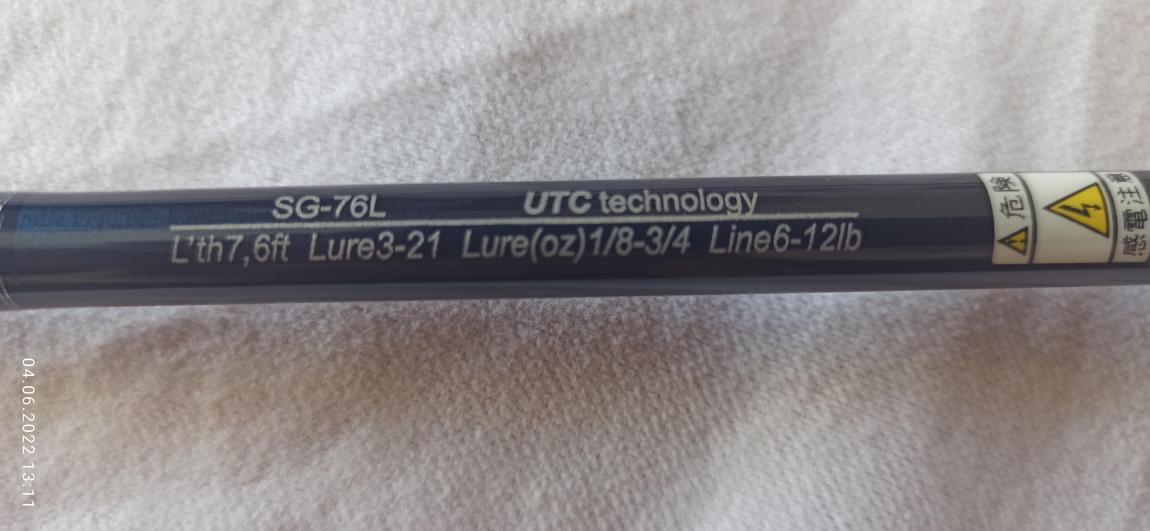 SG-76L UTC technology
L'th7,6ft Lure3-21 Lure(oz)1/8-3/4 Line6-12lb
危険
感電注意
04.06.2022 13:11